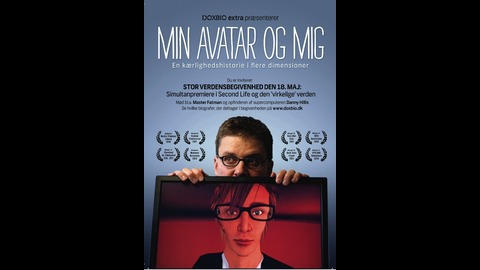 DOXBIO extra præsenterer
MIN AVATAR OG MIG
En kærlighedshistorie i flere dimensioner
Du er inviteret:
STOR VERDENSBEGIVENHED DEN 18. MAJ:
Simultanpremiere i Second Life og den 'virkelige' verden
Mød bl.a. Master Fatman og opfinderen af supercomputeren Danny Hillis
Se hvilke biografer, der deltager i begivenheden på www.doxbio.dk